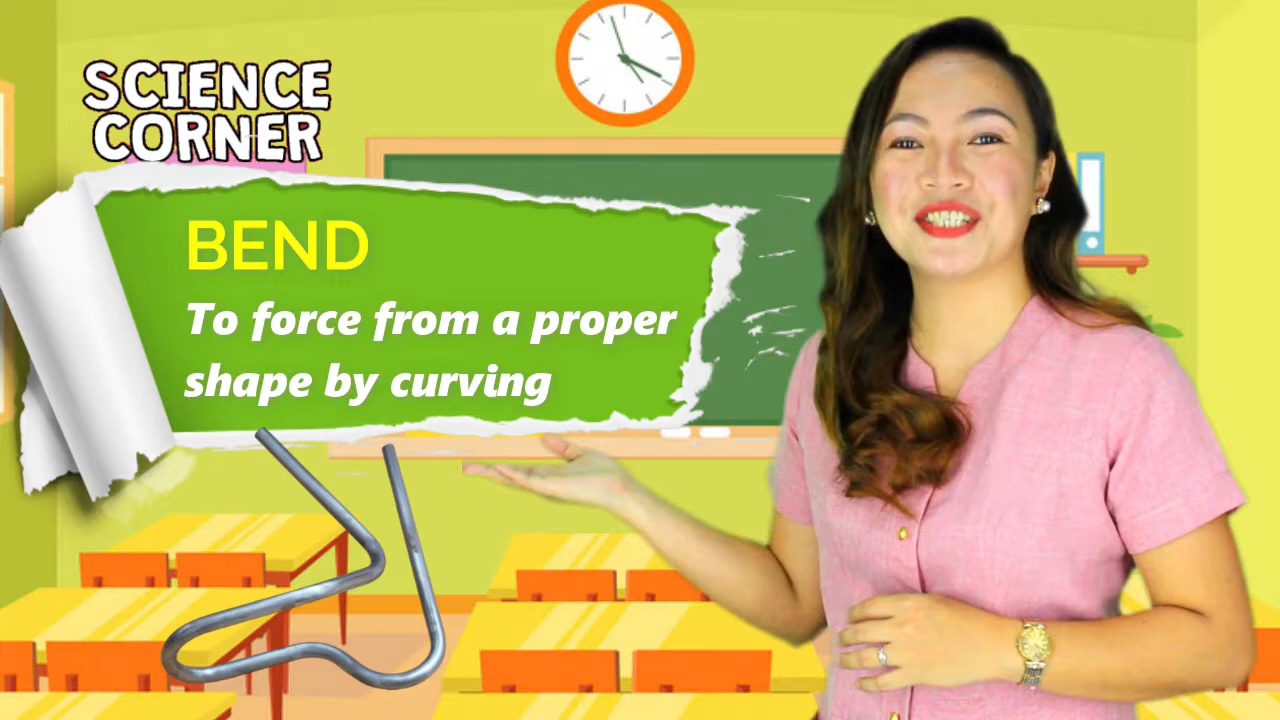 SCIENCE
CORNER
BEND
To force from a proper
shape by curving